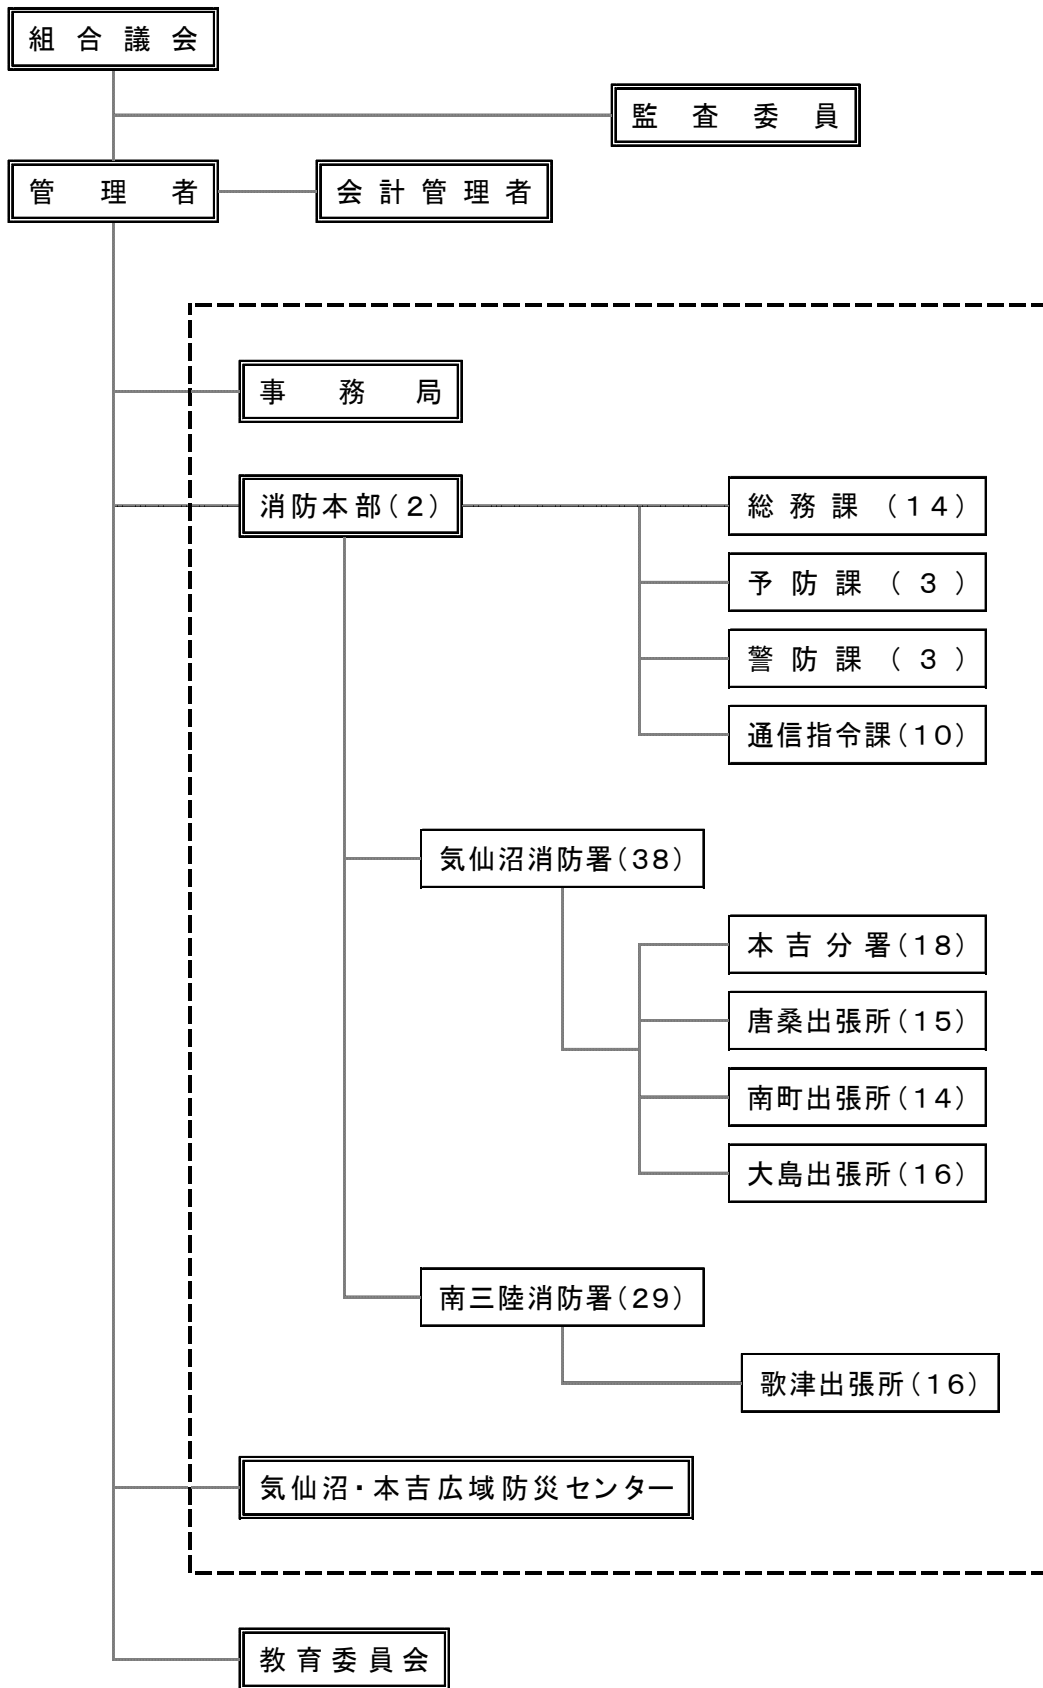 組合議会
監査委員
管理者
会計管理者
事務局
消防本部(2)
総務課(14)
予防課(3)
警防課(3)
通信指令課(10)
気仙沼消防署(38)
本吉分署(18)
唐桑出張所(15)
南町出張所(14)
大島出張所(16)
南三陸消防署(29)
歌津出張所(16)
気仙沼・本吉広域防災センター
教育委員会